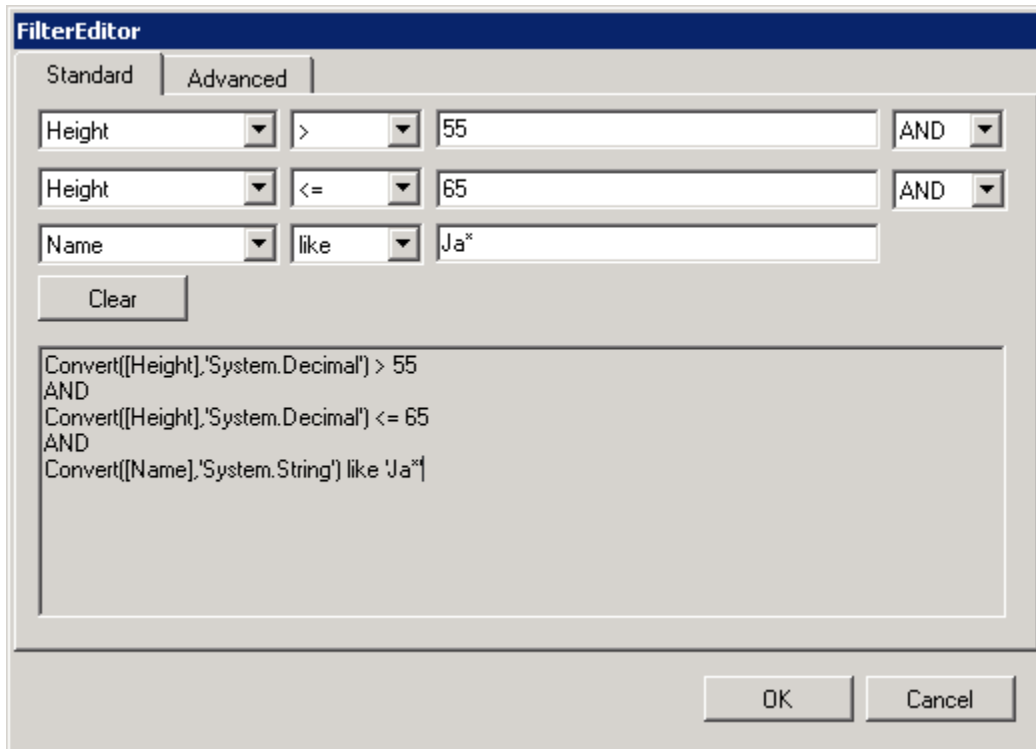 FilterEditor
Standard Advanced
Height > 55 AND
Height <= 65 AND
Name like Ja*
Clear
Convert([Height],'System.Decimal') > 55
AND
Convert([Height],'System.Decimal') <= 65
AND
Convert([Name],'System.String') like 'Ja*'
OK Cancel